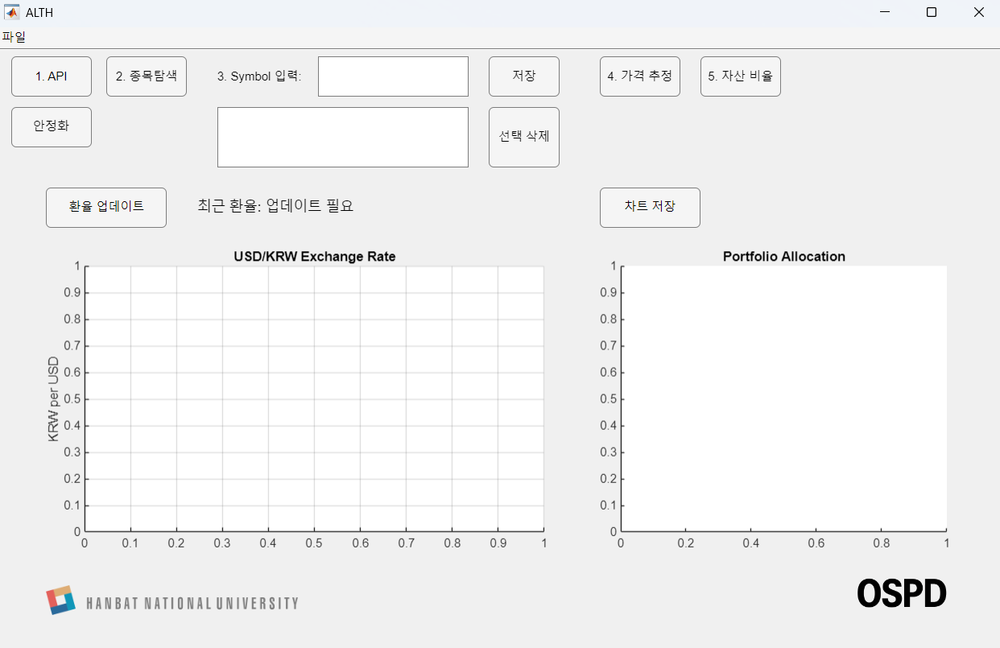 ALTH
파일
1. API
2. 종목탐색
3. Symbol 입력:
저장
4. 가격 추정
5. 자산 비율
안정화
선택 삭제
환율 업데이트
최근 환율: 업데이트 필요
차트 저장
USD/KRW Exchange Rate
KRW per USD
1
0.9
0.8
0.7
0.6
0.5
0.4
0.3
0.2
0.1
0
0 0.1 0.2 0.3 0.4 0.5 0.6 0.7 0.8 0.9 1
Portfolio Allocation
1
0.9
0.8
0.7
0.6
0.5
0.4
0.3
0.2
0.1
0
0 0.2 0.4 0.6 0.8 1
HANBAT NATIONAL UNIVERSITY
OSPD